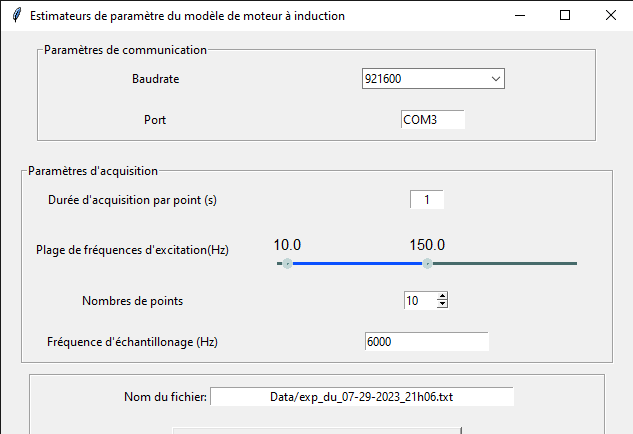 Estimateurs de paramètre du modèle de moteur à induction
Paramètres de communication
Baudrate 921600
Port COM3
Paramètres d'acquisition
Durée d'acquisition par point (s) 1
10.0 150.0
Plage de fréquences d'excitation(Hz)
Nombres de points 10
Fréquence d'échantillonage (Hz) 6000
Nom du fichier: Data/exp_du_07-29-2023_21h06.txt